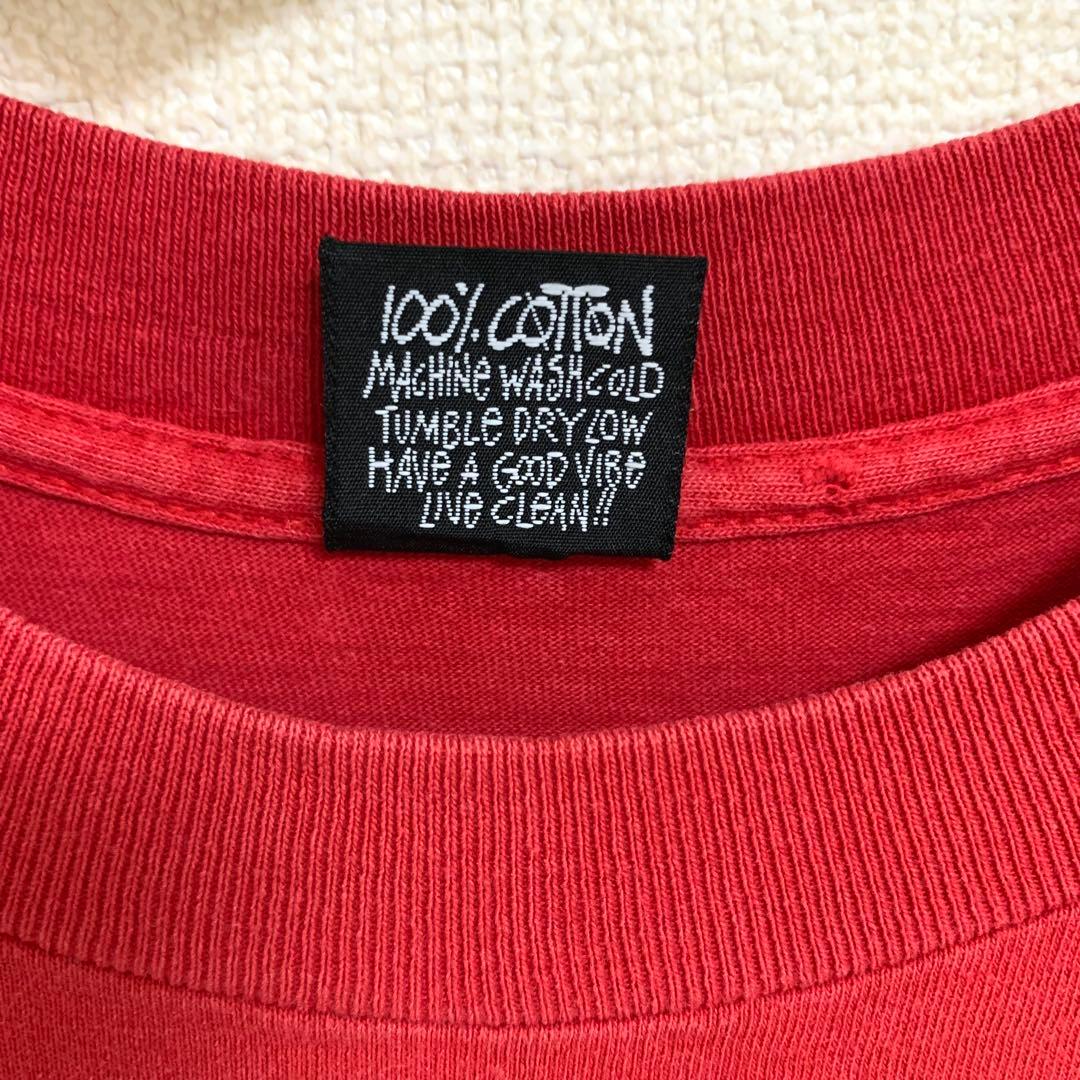 100% COTTON
MACHINE WASH COLD
TUMBLE DRY LOW
HAVE A GOOD VIBE
LIVE CLEAN!!